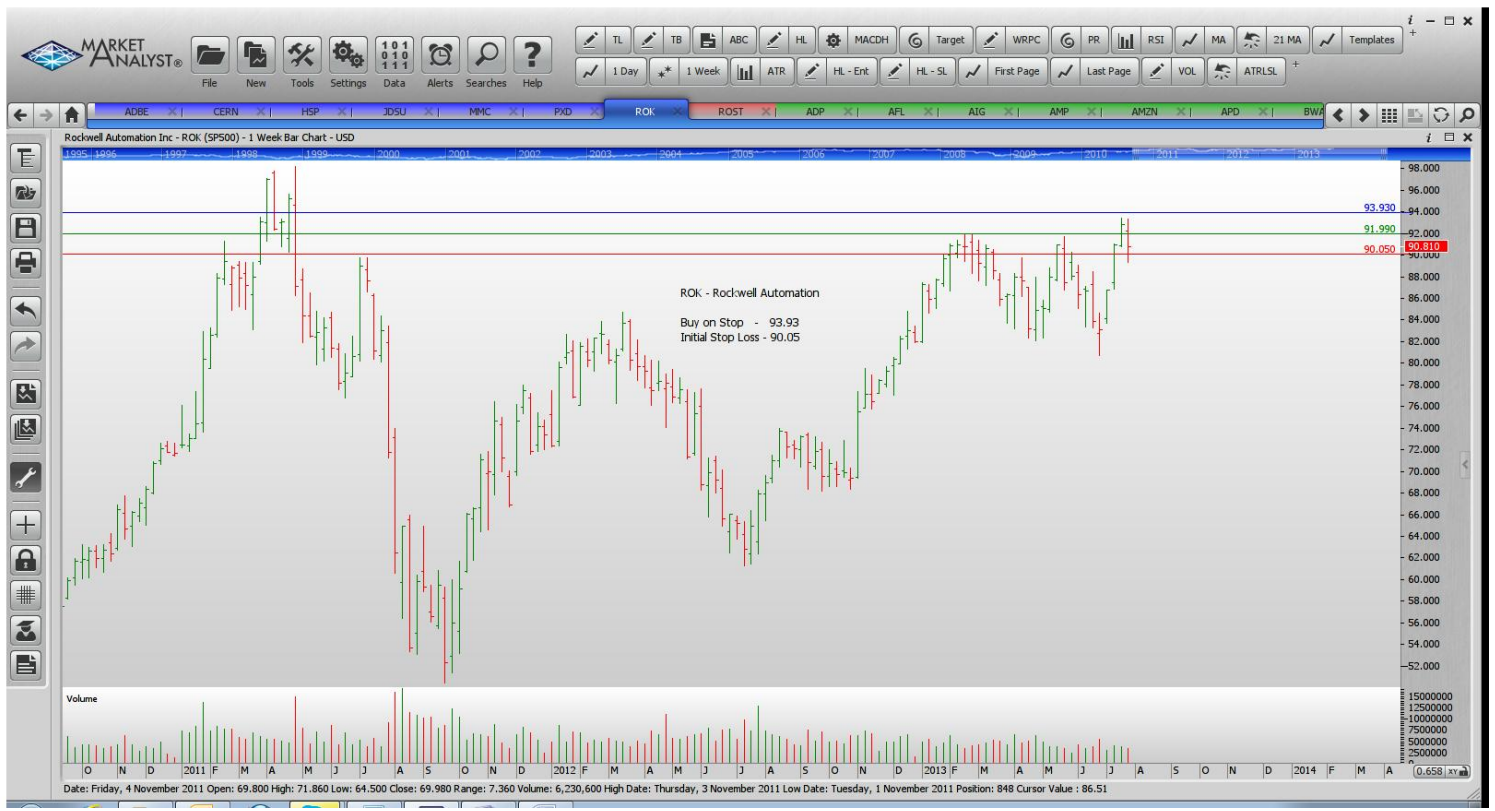 i
+
MARKET
ANALYST®
File New Tools Settings Data Alerts Searches Help
TL TB ABC HL MACDH Target WRPC PR RSI MA 21 MA Templates
1 Day 1 Week ATR HL - Ent HL - SL First Page Last Page VOL ATRLSL +
ADBE CERN HSP JDSU MMC PXD ROK ROST ADP AFL AIG AMP AMZN APD BWA
Rockwell Automation Inc - ROK (SP500) - 1 Week Bar Chart - USD
1995 1996 1997 1998 1999 2000 2001 2002 2003 2004 2005 2006 2007 2008 2009 2010 2011 2012 2013
98.000
96.000
93.930
94.000
91.990
92.000
90.810
90.050
90.000
88.000
ROK - Rockwell Automation
86.000
Buy on Stop - 93.93
84.000
Initial Stop Loss - 90.05
82.000
80.000
78.000
76.000
74.000
72.000
70.000
68.000
66.000
64.000
62.000
60.000
58.000
56.000
54.000
52.000
Volume
15000000
12500000
10000000
7500000
5000000
2500000
O N D 2011 F M A M J J A S O N D 2012 F M A M J J A S O N D 2013 F M A M J J A S O N D 2014 F M A
0.658 XY
Date: Friday, 4 November 2011 Open: 69.800 High: 71.860 Low: 64.500 Close: 69.980 Range: 7.360 Volume: 6,230,600 High Date: Thursday, 3 November 2011 Low Date: Tuesday, 1 November 2011 Position: 848 Cursor Value : 86.51